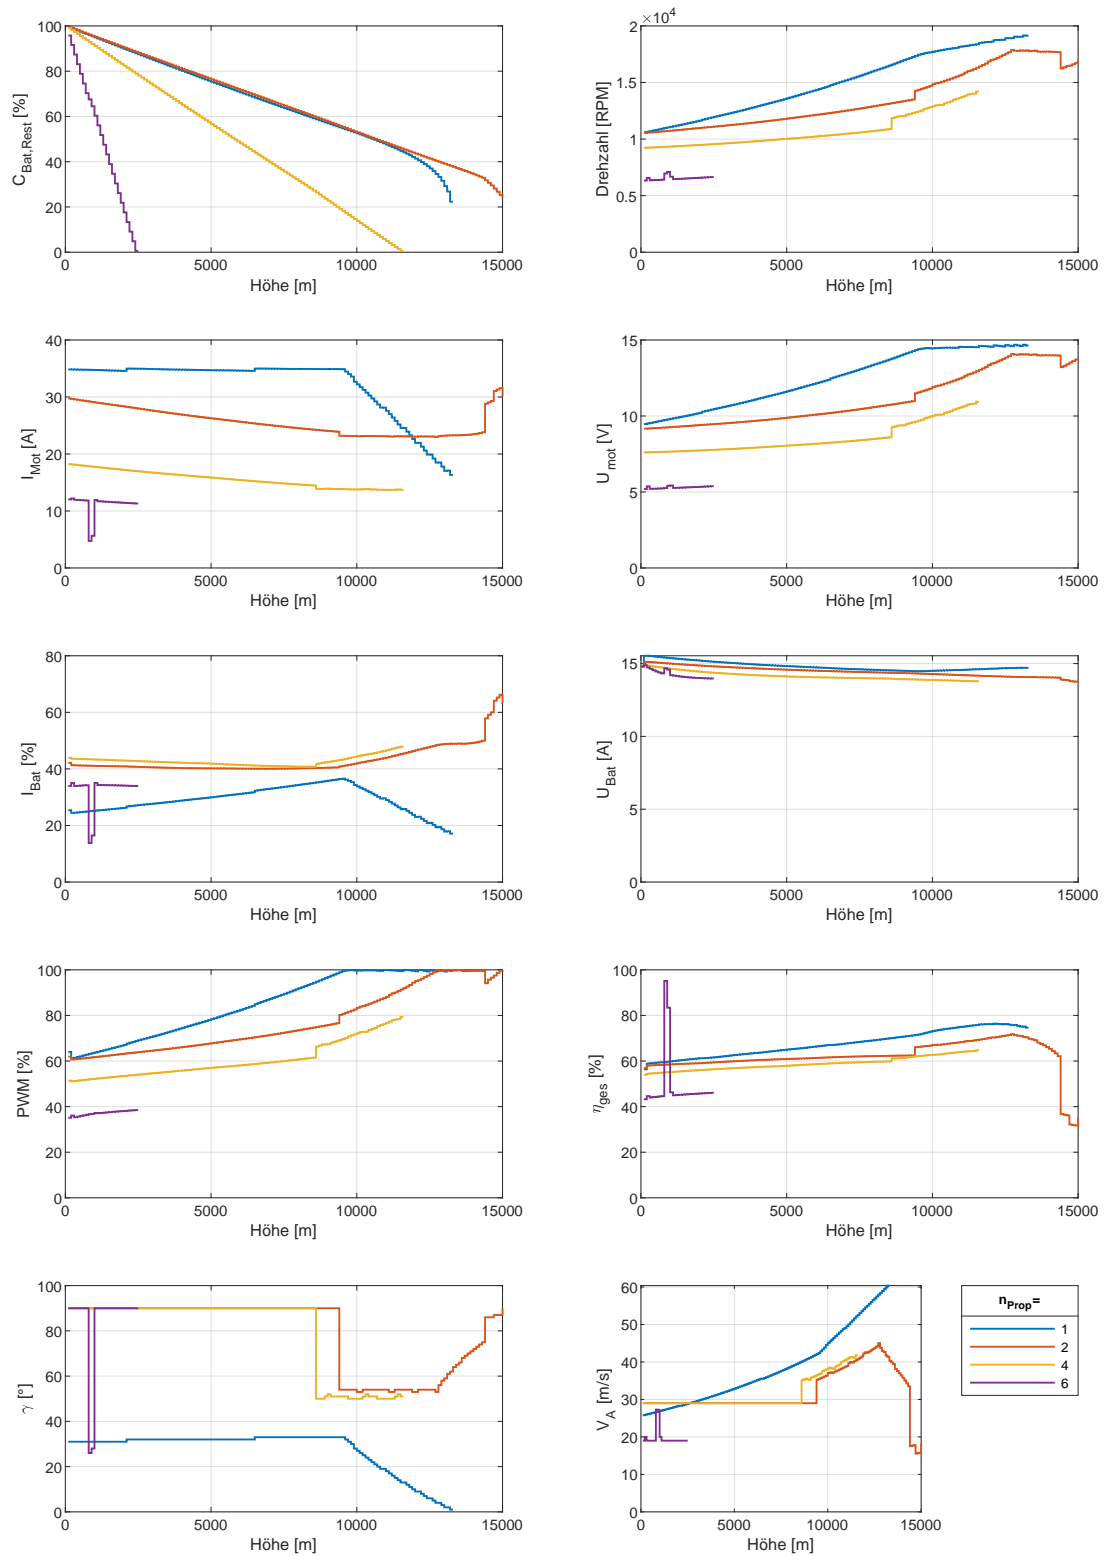 C_Bat,Rest [%]
100
80
60
40
20
0
0 5000 10000 15000
Höhe [m]
Drehzahl [RPM]
×10^4
2
1.5
1
0.5
0
0 5000 10000 15000
Höhe [m]
I_Mot [A]
40
30
20
10
0
0 5000 10000 15000
Höhe [m]
U_mot [V]
15
10
5
0
0 5000 10000 15000
Höhe [m]
I_Bat [%]
80
60
40
20
0
0 5000 10000 15000
Höhe [m]
U_Bat [A]
15
10
5
0
0 5000 10000 15000
Höhe [m]
PWM [%]
100
80
60
40
20
0
0 5000 10000 15000
Höhe [m]
η_ges [%]
100
80
60
40
20
0
0 5000 10000 15000
Höhe [m]
γ [°]
100
80
60
40
20
0
0 5000 10000 15000
Höhe [m]
V_A [m/s]
60
50
40
30
20
10
0
0 5000 10000 15000
Höhe [m]
n_Prop=
1
2
4
6